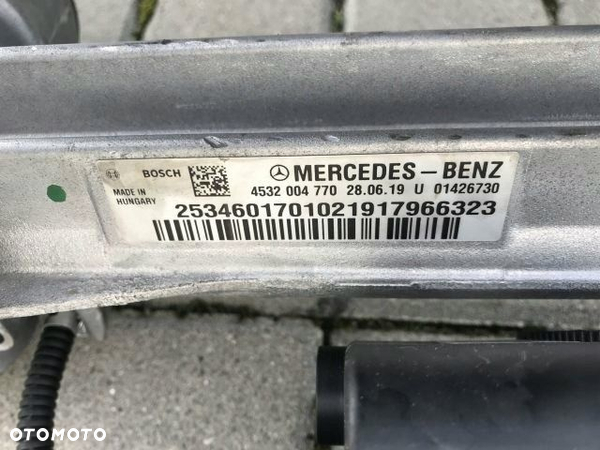 BOSCH
MERCEDES-BENZ
MADE IN
HUNGARY
4532 004 770 28.06.19 U 01426730
2534601701021917966323
OTOMOTO